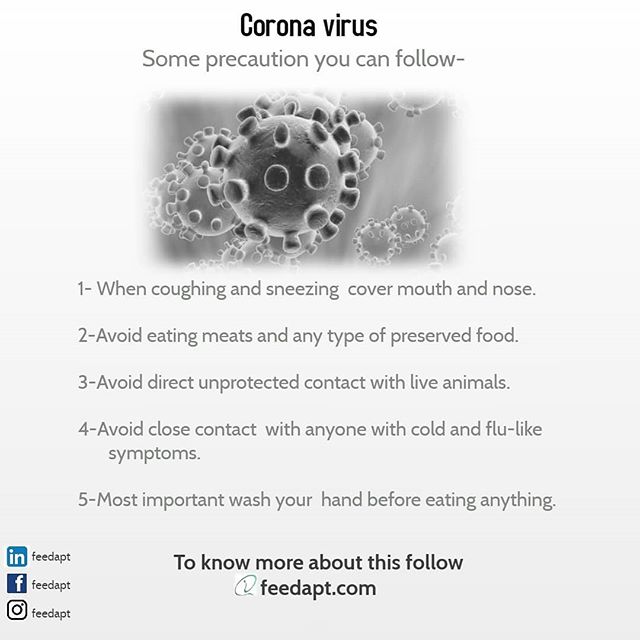 Corona virus
Some precaution you can follow-
1- When coughing and sneezing cover mouth and nose.
2-Avoid eating meats and any type of preserved food.
3-Avoid direct unprotected contact with live animals.
4-Avoid close contact with anyone with cold and flu-like
symptoms.
5-Most important wash your hand before eating anything.
in feedapt
f feedapt
feedapt
To know more about this follow
feedapt.com